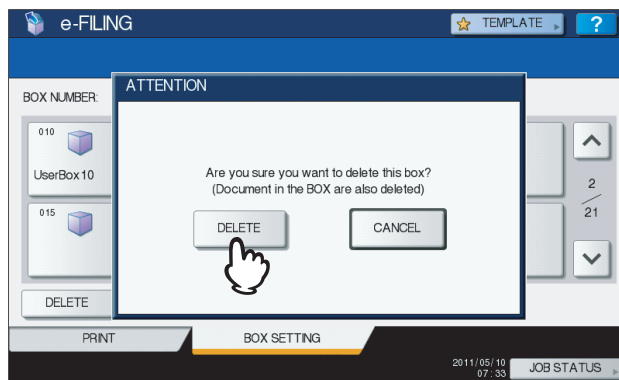 e-FILING
TEMPLATE
?
BOX NUMBER:
ATTENTION
010
UserBox10
015
Are you sure you want to delete this box?
(Document in the BOX are also deleted)
DELETE
CANCEL
2
21
DELETE
PRINT
BOX SETTING
2011/05/10
07:33
JOB STATUS